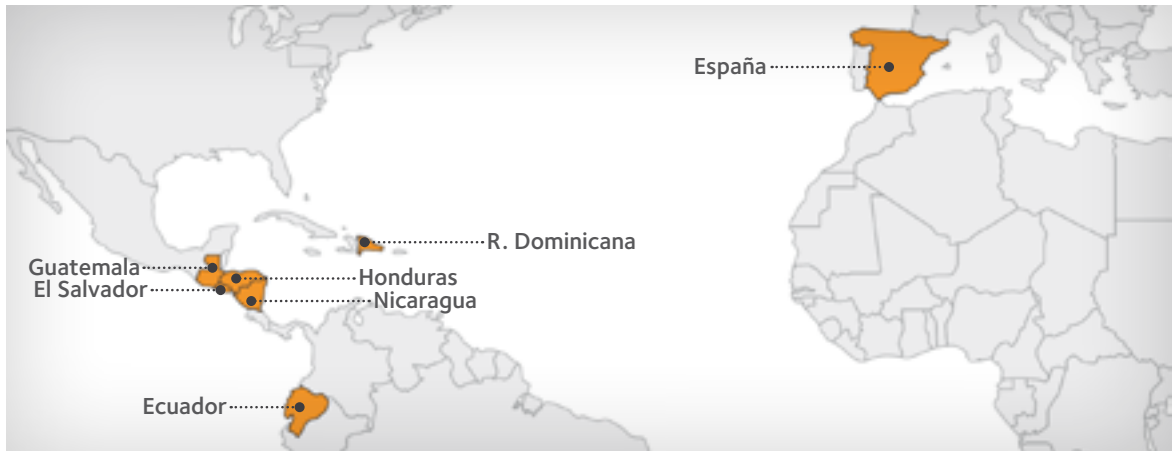 España
R. Dominicana
Guatemala
Honduras
El Salvador
Nicaragua
Ecuador